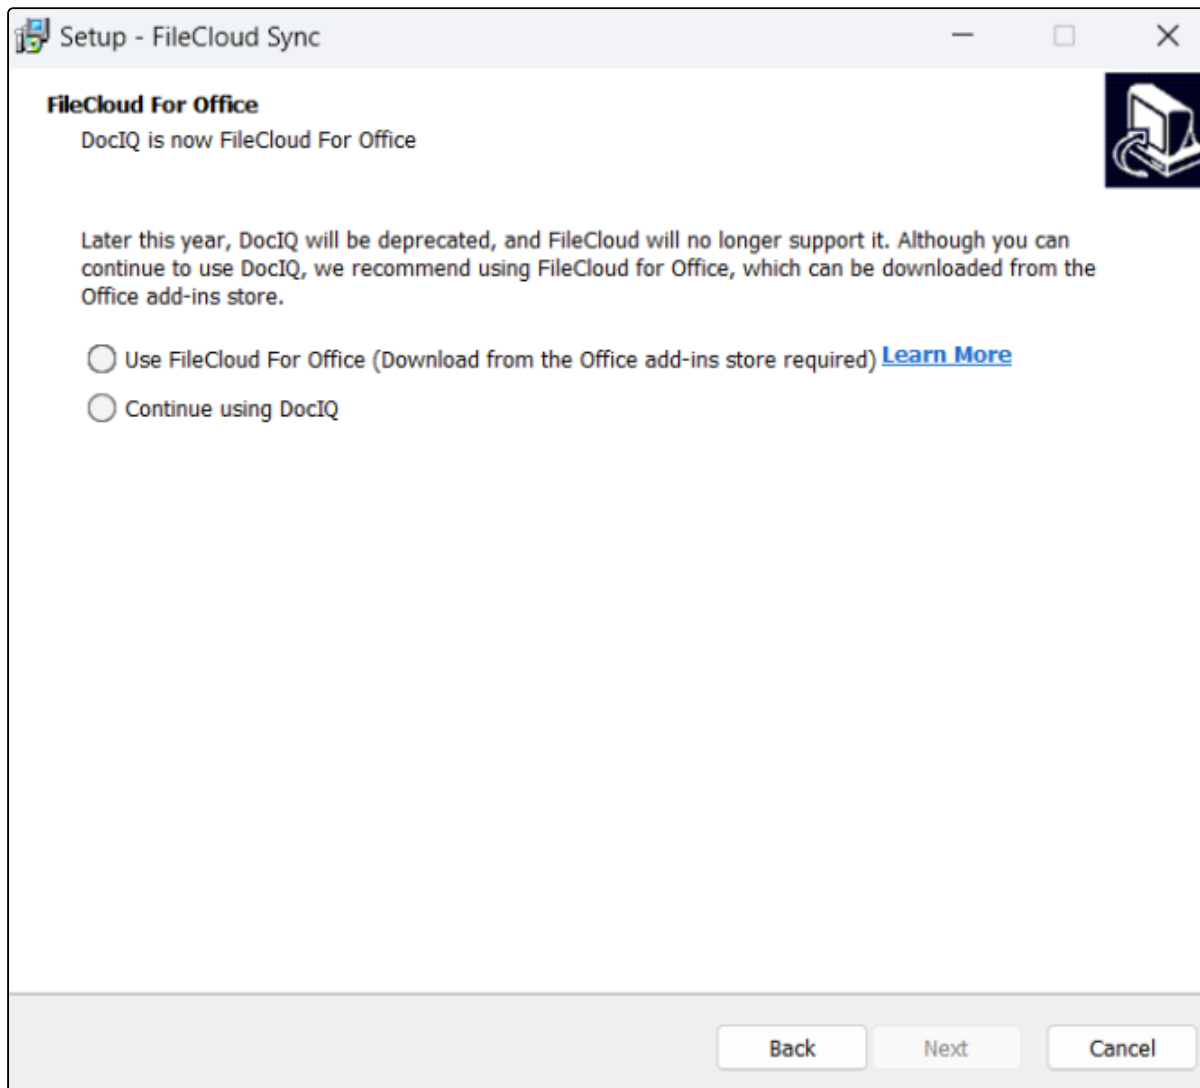 Setup - FileCloud Sync
FileCloud For Office
DocIQ is now FileCloud For Office
Later this year, DocIQ will be deprecated, and FileCloud will no longer support it. Although you can
continue to use DocIQ, we recommend using FileCloud for Office, which can be downloaded from the
Office add-ins store.
Use FileCloud For Office (Download from the Office add-ins store required) Learn More
Continue using DocIQ
Back Next Cancel